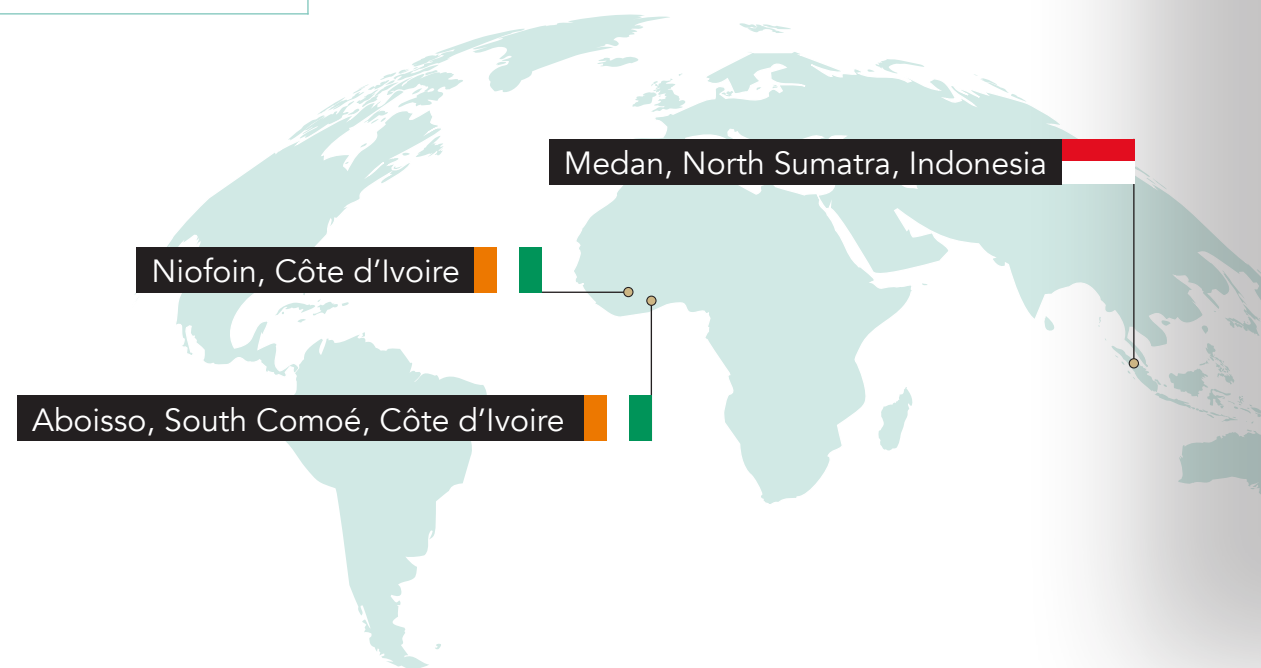 Medan, North Sumatra, Indonesia
Niofoin, Côte d’Ivoire
Aboisso, South Comoé, Côte d’Ivoire